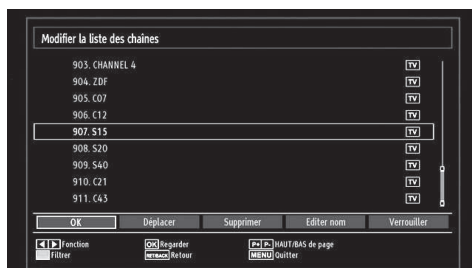 Modifier la liste des chaînes
903. CHANNEL 4 TV
904. ZDF TV
905. C07 TV
906. C12 TV
907. S15 TV
908. S20 TV
909. S40 TV
910. C21 TV
911. C43 TV
OK Déplacer Supprimer Editer nom Verrouiller
Fonction OK Regarder P+ P- HAUT/BAS de page
Filtrer RETBACK Retour MENU Quitter